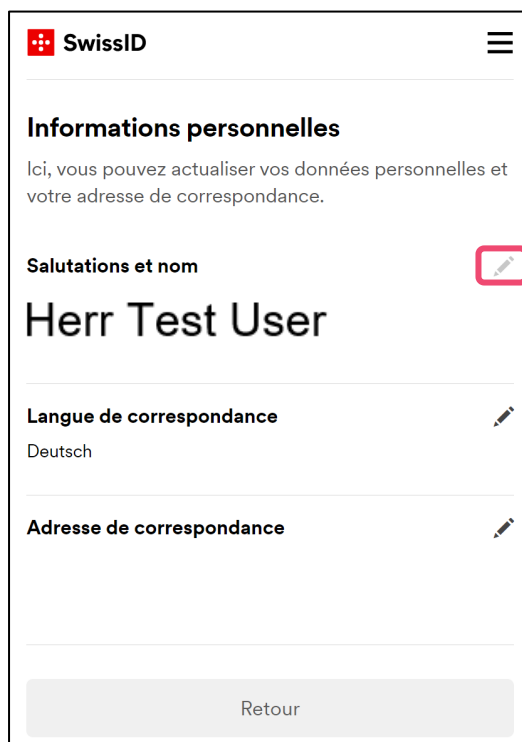 SwissID
Informations personnelles
Ici, vous pouvez actualiser vos données personnelles et
votre adresse de correspondance.
Salutations et nom
Herr Test User
Langue de correspondance
Deutsch
Adresse de correspondance
Retour